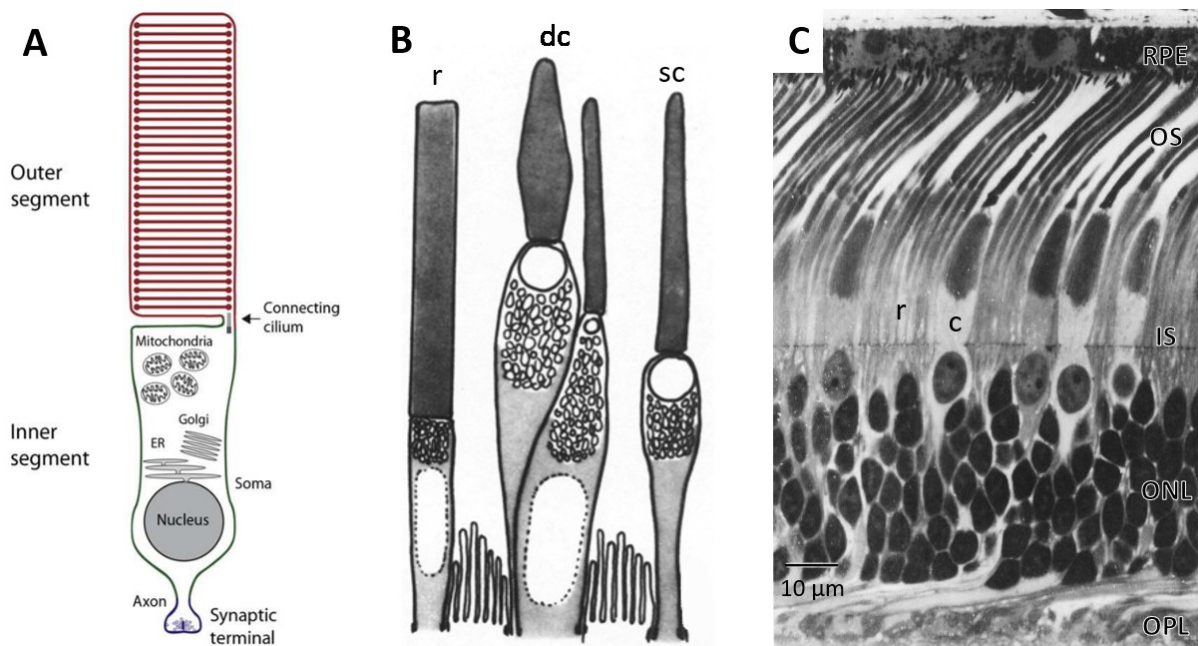 A
Outer
segment
Connecting
cilium
Mitochondria
Golgi
ER
Inner
segment
Soma
Nucleus
Axon
Synaptic
terminal
B
r
dc
sc
C
RPE
OS
r
c
IS
ONL
10 µm
OPL